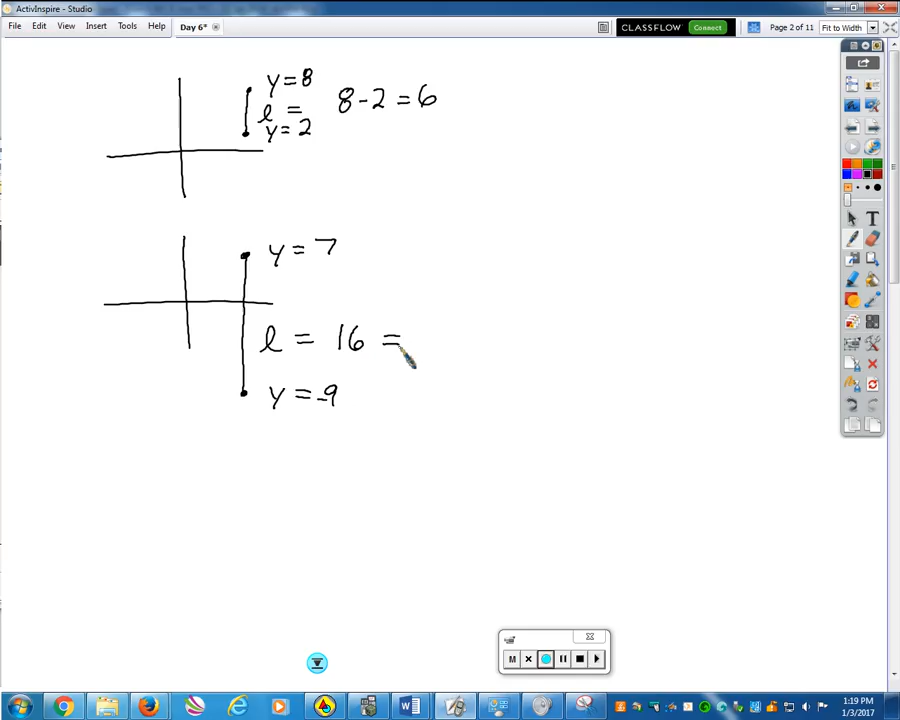 ActivInspire - Studio
File Edit View Insert Tools Help
Day 6*
CLASSFLOW Connect
Page 2 of 11
Fit to Width
y = 8
l = 8 - 2 = 6
y = 2
y = 7
l = 16 =
y = -9
M
1:19 PM
1/3/2017